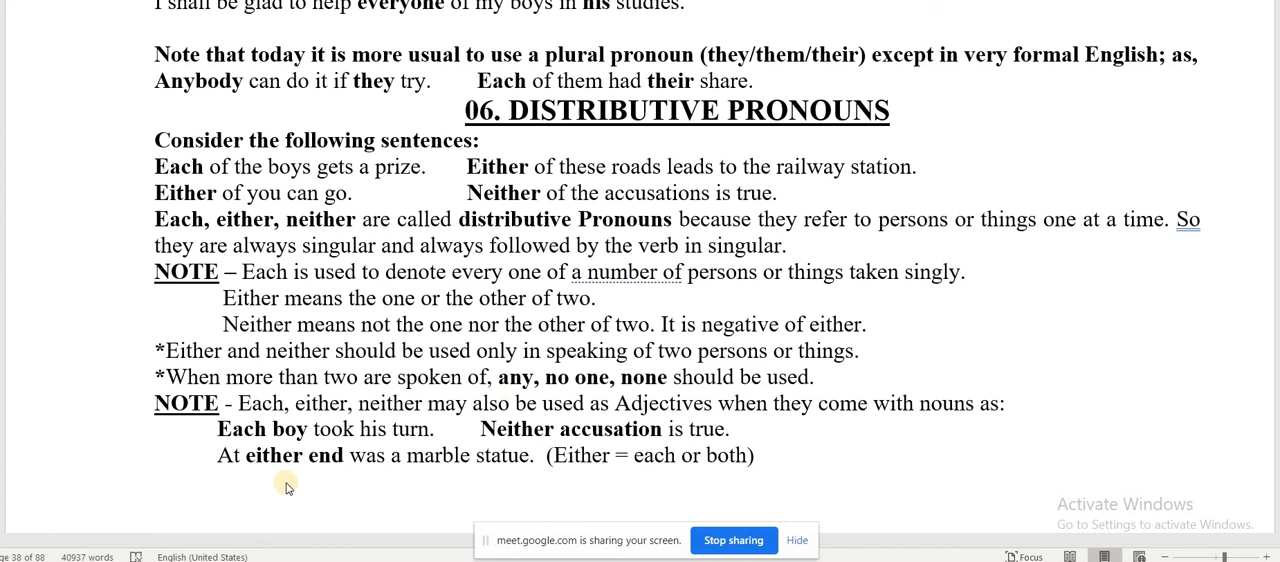 I shall be glad to help everyone of my boys in his studies.
Note that today it is more usual to use a plural pronoun (they/them/their) except in very formal English; as,
Anybody can do it if they try. Each of them had their share.
06. DISTRIBUTIVE PRONOUNS
Consider the following sentences:
Each of the boys gets a prize. Either of these roads leads to the railway station.
Either of you can go. Neither of the accusations is true.
Each, either, neither are called distributive Pronouns because they refer to persons or things one at a time. So
they are always singular and always followed by the verb in singular.
NOTE – Each is used to denote every one of a number of persons or things taken singly.
Either means the one or the other of two.
Neither means not the one nor the other of two. It is negative of either.
*Either and neither should be used only in speaking of two persons or things.
*When more than two are spoken of, any, no one, none should be used.
NOTE - Each, either, neither may also be used as Adjectives when they come with nouns as:
Each boy took his turn. Neither accusation is true.
At either end was a marble statue. (Either = each or both)
Activate Windows
Go to Settings to activate Windows.
meet.google.com is sharing your screen. Stop sharing Hide
ge 38 of 88 40937 words English (United States) Focus